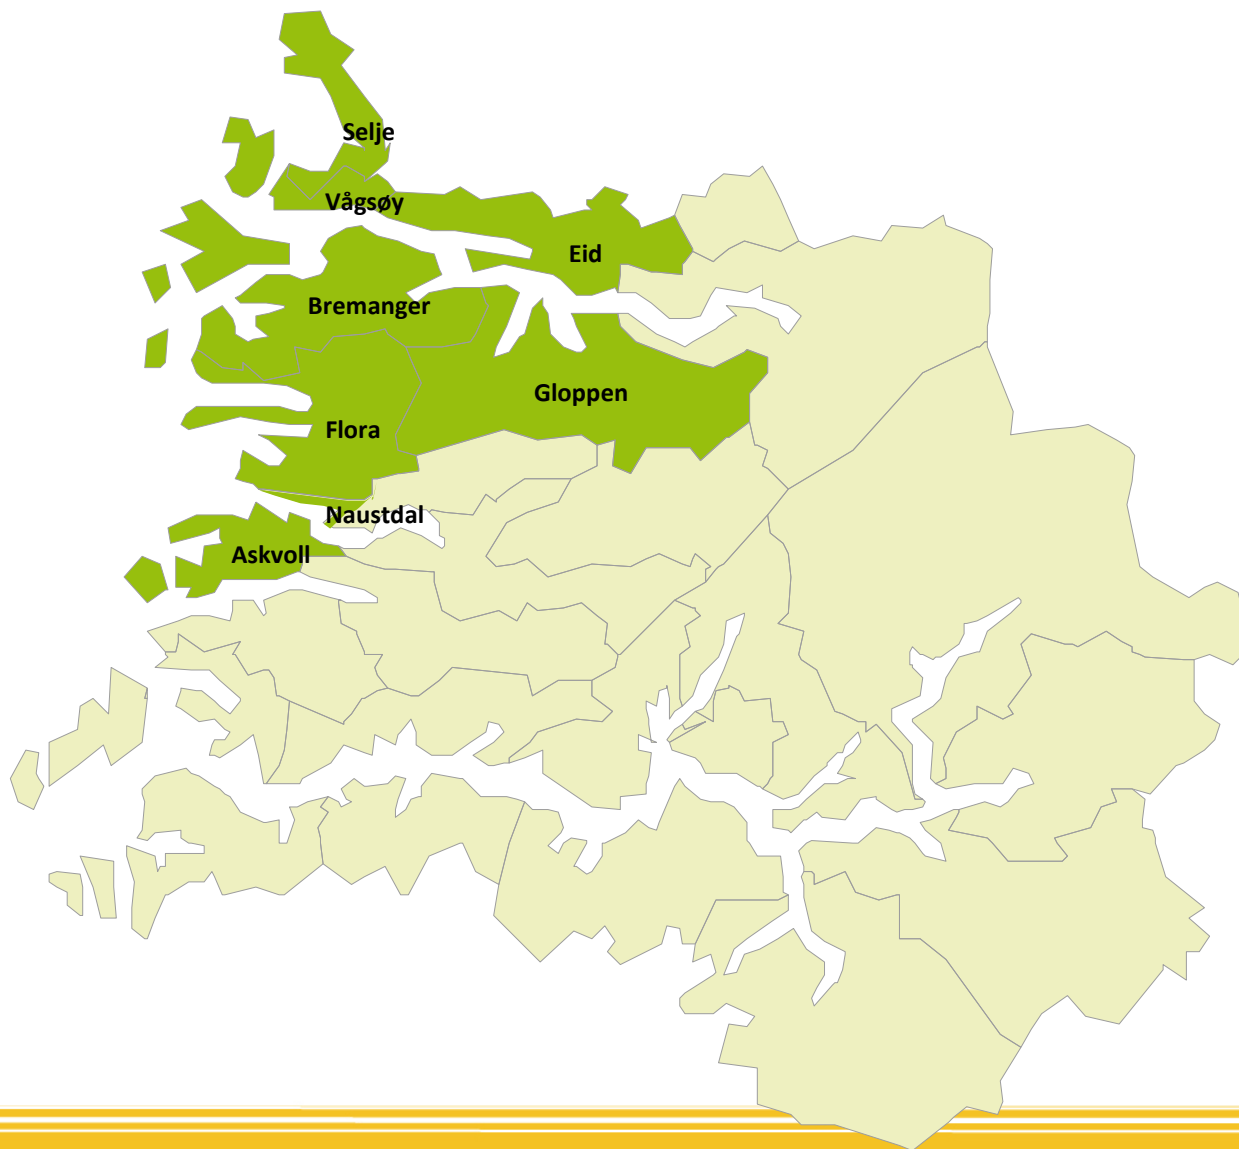 Selje
Vågsøy
Eid
Bremanger
Gloppen
Flora
Naustdal
Askvoll